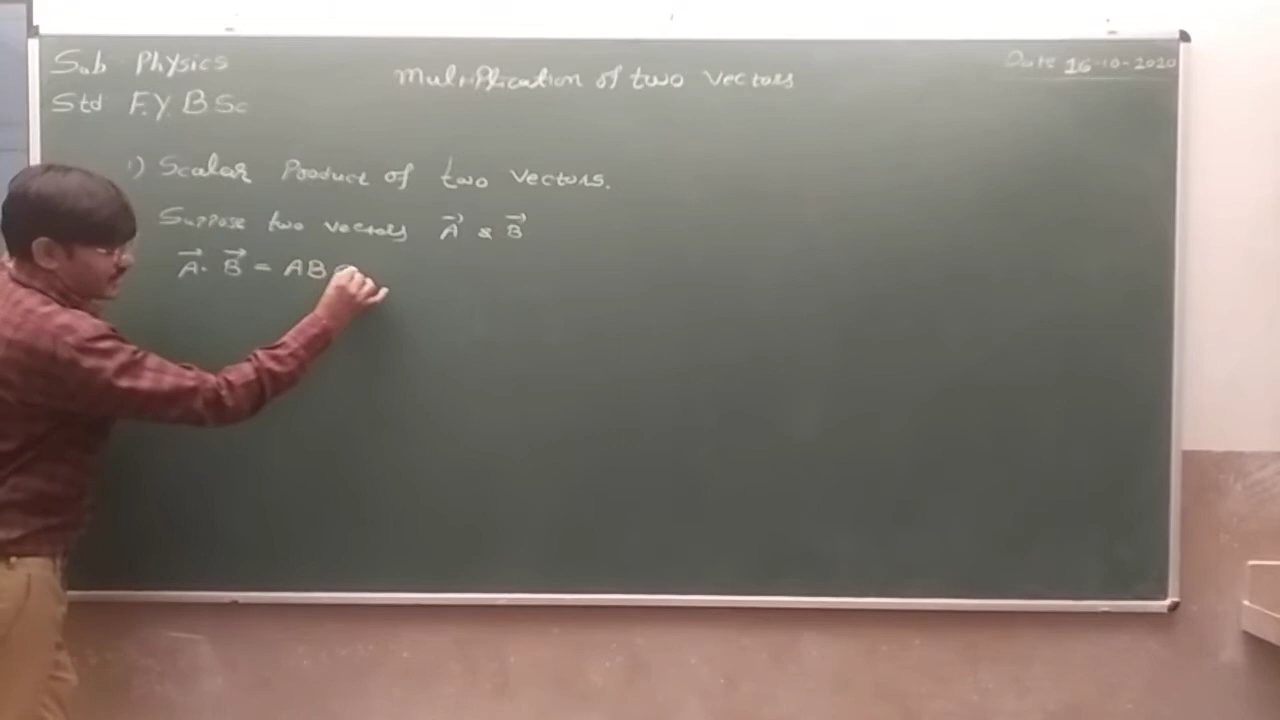 Sub Physics
Std F.Y. BSc
Multiplication of two vectors
Date 16-10-2020
1) Scalar Product of two vectors.
Suppose two vectors A⃗ & B⃗
A⃗ · B⃗ = AB